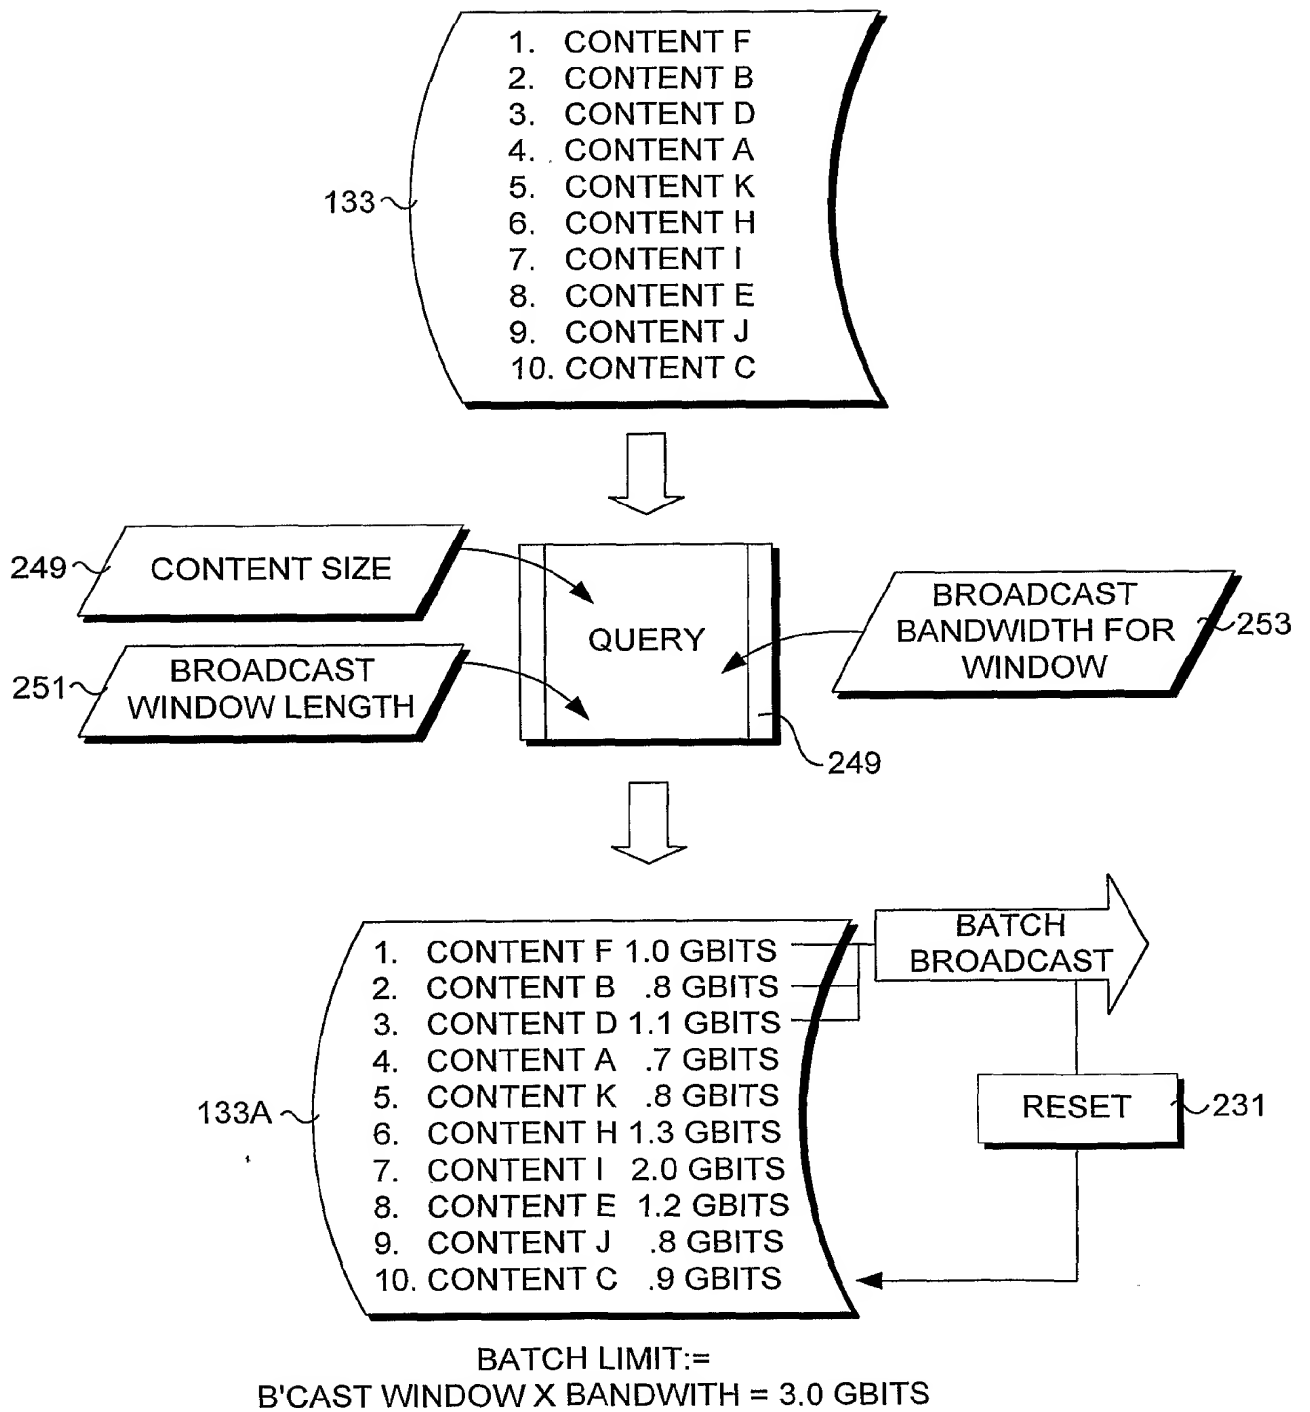 1. CONTENT F
2. CONTENT B
3. CONTENT D
4. CONTENT A
5. CONTENT K
6. CONTENT H
7. CONTENT I
8. CONTENT E
9. CONTENT J
10. CONTENT C
133
249
CONTENT SIZE
251
BROADCAST
WINDOW LENGTH
QUERY
BROADCAST
BANDWIDTH FOR
WINDOW
253
249
1. CONTENT F 1.0 GBITS
2. CONTENT B .8 GBITS
3. CONTENT D 1.1 GBITS
4. CONTENT A .7 GBITS
5. CONTENT K .8 GBITS
6. CONTENT H 1.3 GBITS
7. CONTENT I 2.0 GBITS
8. CONTENT E 1.2 GBITS
9. CONTENT J .8 GBITS
10. CONTENT C .9 GBITS
133A
BATCH
BROADCAST
RESET
231
BATCH LIMIT:=
B'CAST WINDOW X BANDWITH = 3.0 GBITS